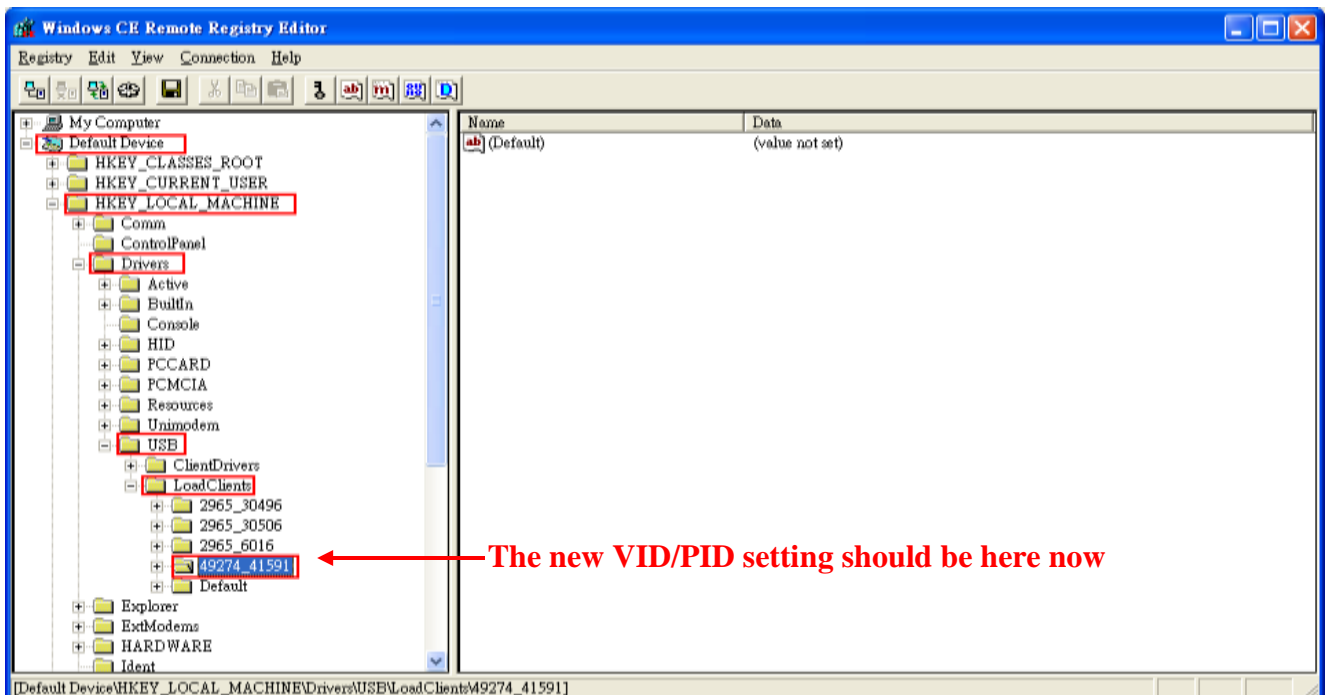 Windows CE Remote Registry Editor
Registry Edit View Connection Help
My Computer
Default Device
HKEY_CLASSES_ROOT
HKEY_CURRENT_USER
HKEY_LOCAL_MACHINE
Comm
ControlPanel
Drivers
Active
BuiltIn
Console
HID
PCCARD
PCMCIA
Resources
Unimodem
USB
ClientDrivers
LoadClients
2965_30496
2965_30506
2965_6016
49274_41591
Default
Explorer
ExtModems
HARDWARE
Ident
Name Data
ab (Default) (value not set)
The new VID/PID setting should be here now
[Default Device\HKEY_LOCAL_MACHINE\Drivers\USB\LoadClients\49274_41591]